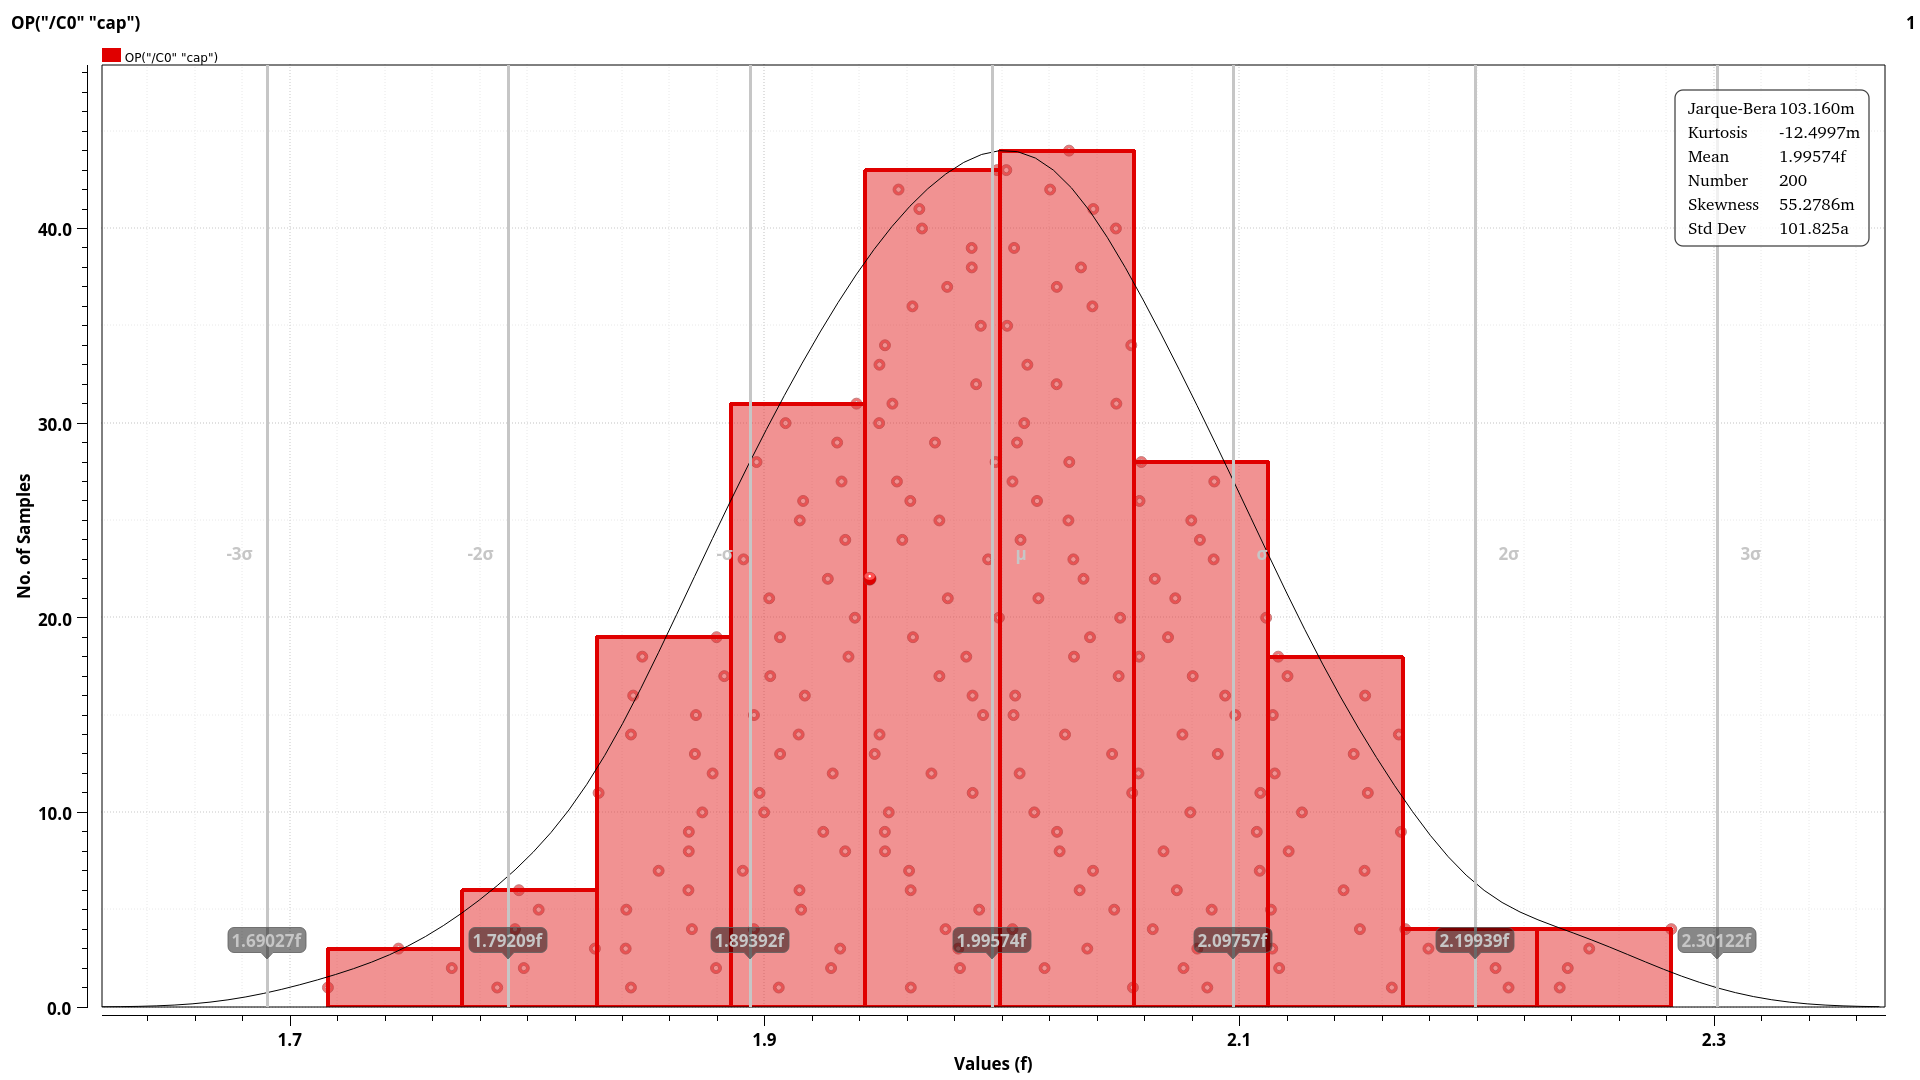 OP("/C0" "cap")
1
OP("/C0" "cap")
Jarque-Bera 103.160m
Kurtosis -12.4997m
Mean 1.99574f
Number 200
Skewness 55.2786m
Std Dev 101.825a
40.0
30.0
20.0
10.0
0.0
No. of Samples
-3σ -2σ -σ μ σ 2σ 3σ
1.69027f 1.79209f 1.89392f 1.99574f 2.09757f 2.19939f 2.30122f
1.7 1.9 2.1 2.3
Values (f)